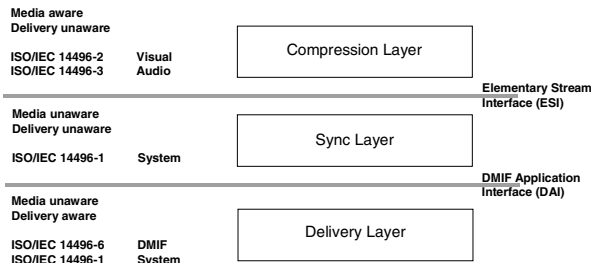 Media aware
Delivery unaware
ISO/IEC 14496-2 Visual
ISO/IEC 14496-3 Audio
Compression Layer
Elementary Stream
Interface (ESI)
Media unaware
Delivery unaware
ISO/IEC 14496-1 System
Sync Layer
DMIF Application
Interface (DAI)
Media unaware
Delivery aware
ISO/IEC 14496-6 DMIF
ISO/IEC 14496-1 System
Delivery Layer